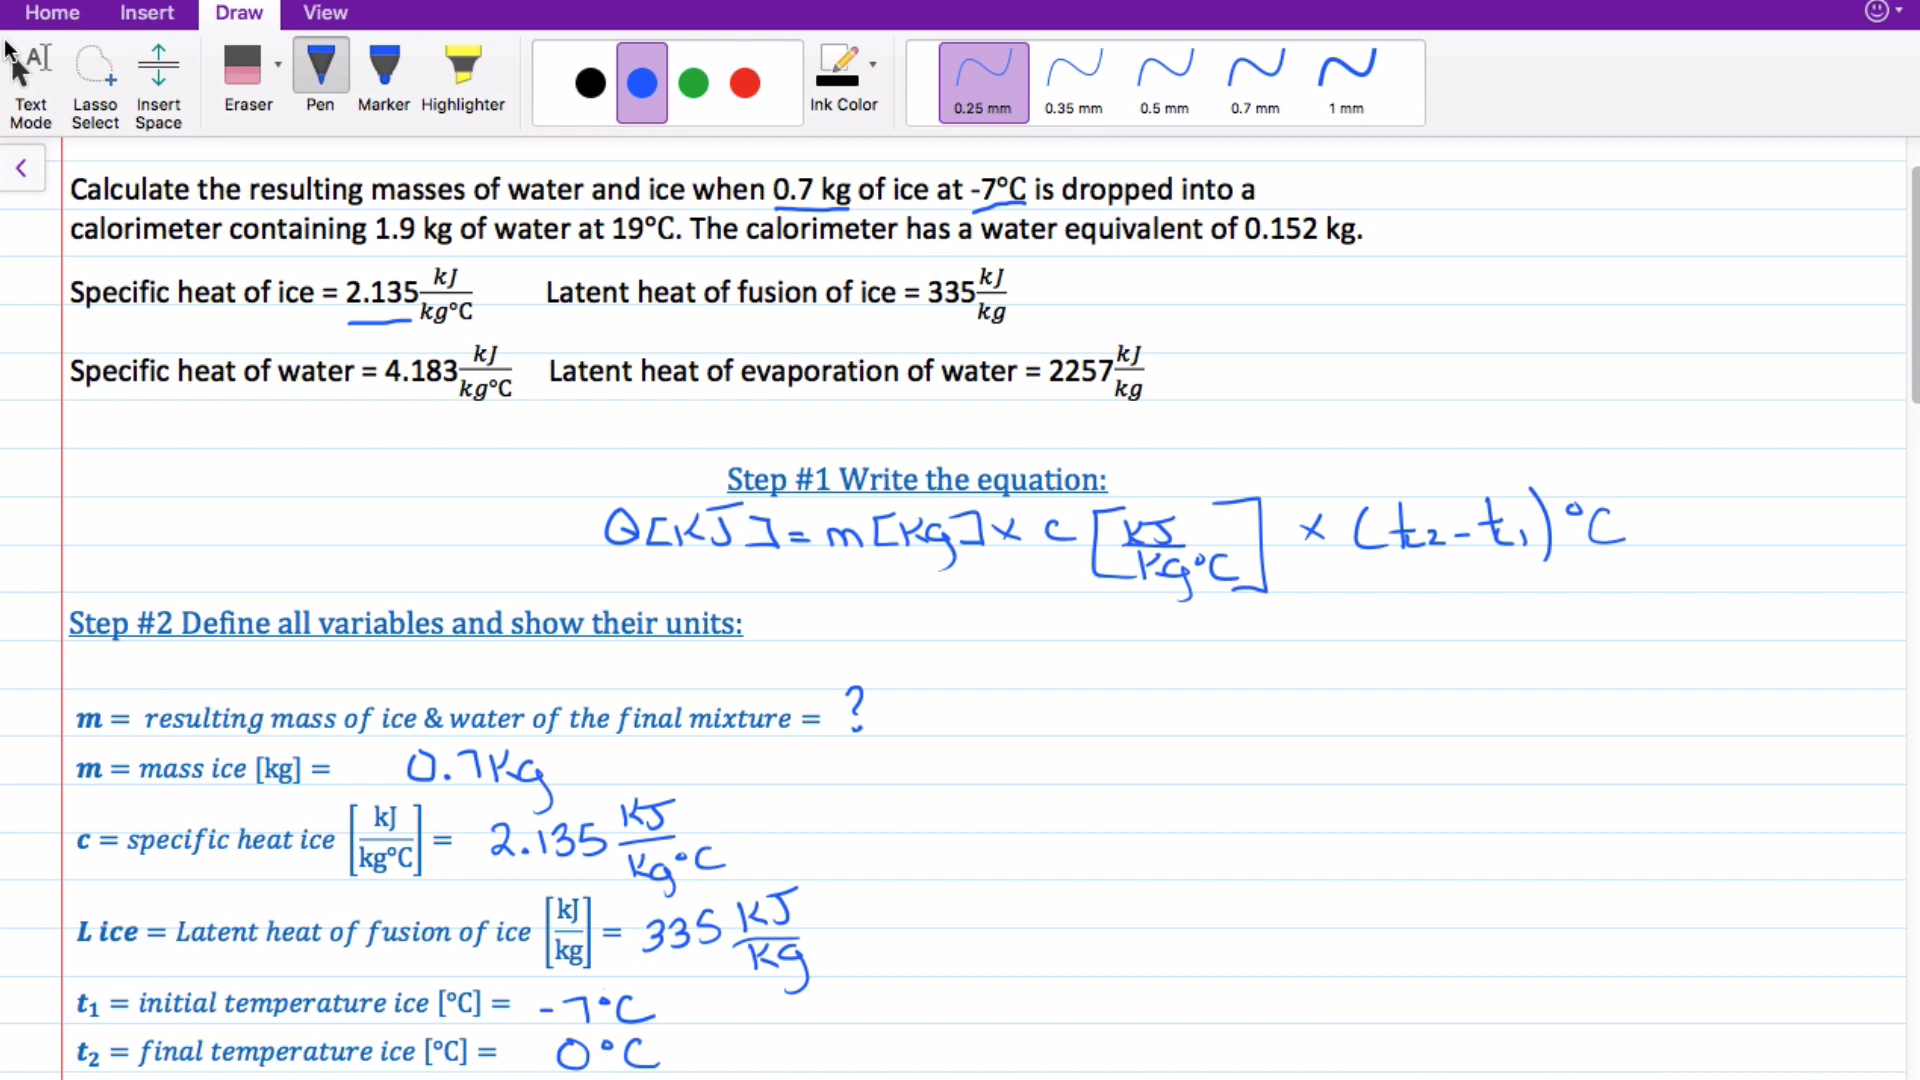 Home Insert Draw View
Text Mode Lasso Select Insert Space Eraser Pen Marker Highlighter Ink Color 0.25 mm 0.35 mm 0.5 mm 0.7 mm 1 mm
Calculate the resulting masses of water and ice when 0.7 kg of ice at -7°C is dropped into a
calorimeter containing 1.9 kg of water at 19°C. The calorimeter has a water equivalent of 0.152 kg.
Specific heat of ice = 2.135 kJ/kg°C Latent heat of fusion of ice = 335 kJ/kg
Specific heat of water = 4.183 kJ/kg°C Latent heat of evaporation of water = 2257 kJ/kg
Step #1 Write the equation:
Q[KJ] = m[Kg] x c [KJ/Kg°C] x (t2 - t1)°C
Step #2 Define all variables and show their units:
m = resulting mass of ice & water of the final mixture = ?
m = mass ice [kg] = 0.7Kg
c = specific heat ice [kJ/kg°C] = 2.135 KJ/Kg°C
L ice = Latent heat of fusion of ice [kJ/kg] = 335 KJ/Kg
t₁ = initial temperature ice [°C] = -7°C
t₂ = final temperature ice [°C] = 0°C